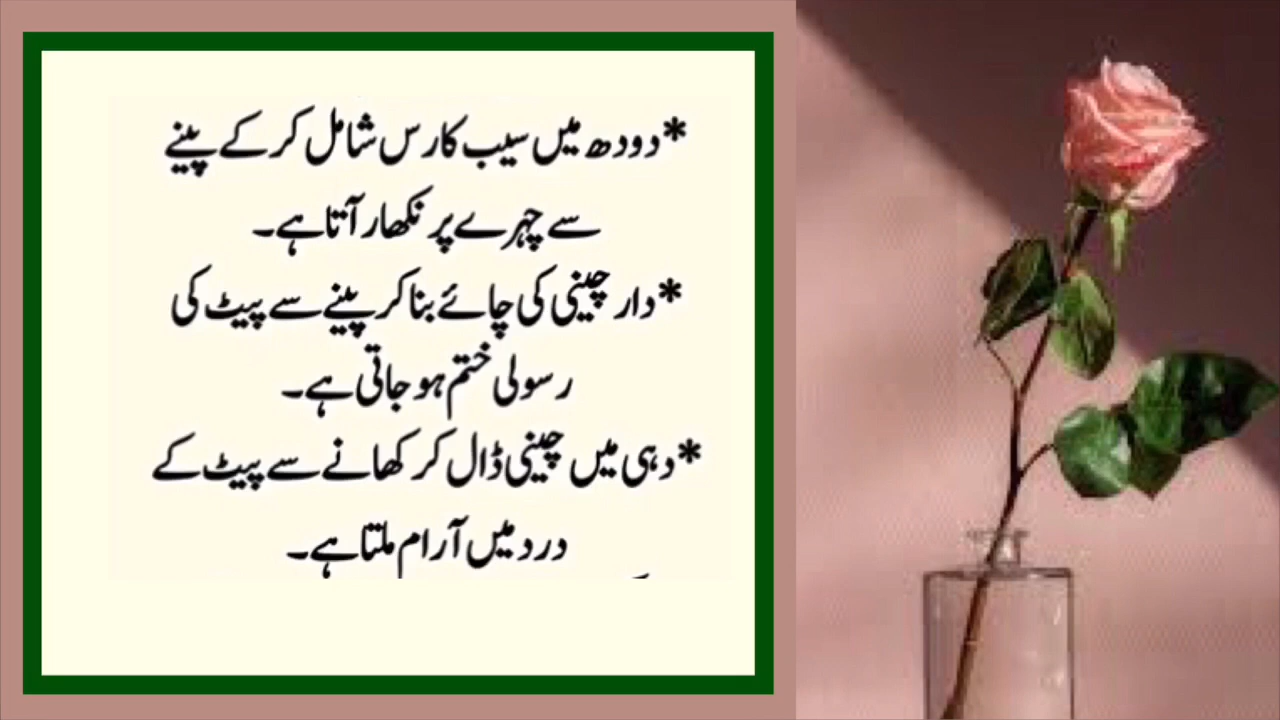 *دودھ میں سیب کا رس شامل کر کے پینے
سے چہرے پر نکھار آتا ہے۔
*دار چینی کی چائے بنا کر پینے سے پیٹ کی
رسولی ختم ہو جاتی ہے۔
*دہی میں چینی ڈال کر کھانے سے پیٹ کے
درد میں آرام ملتا ہے۔